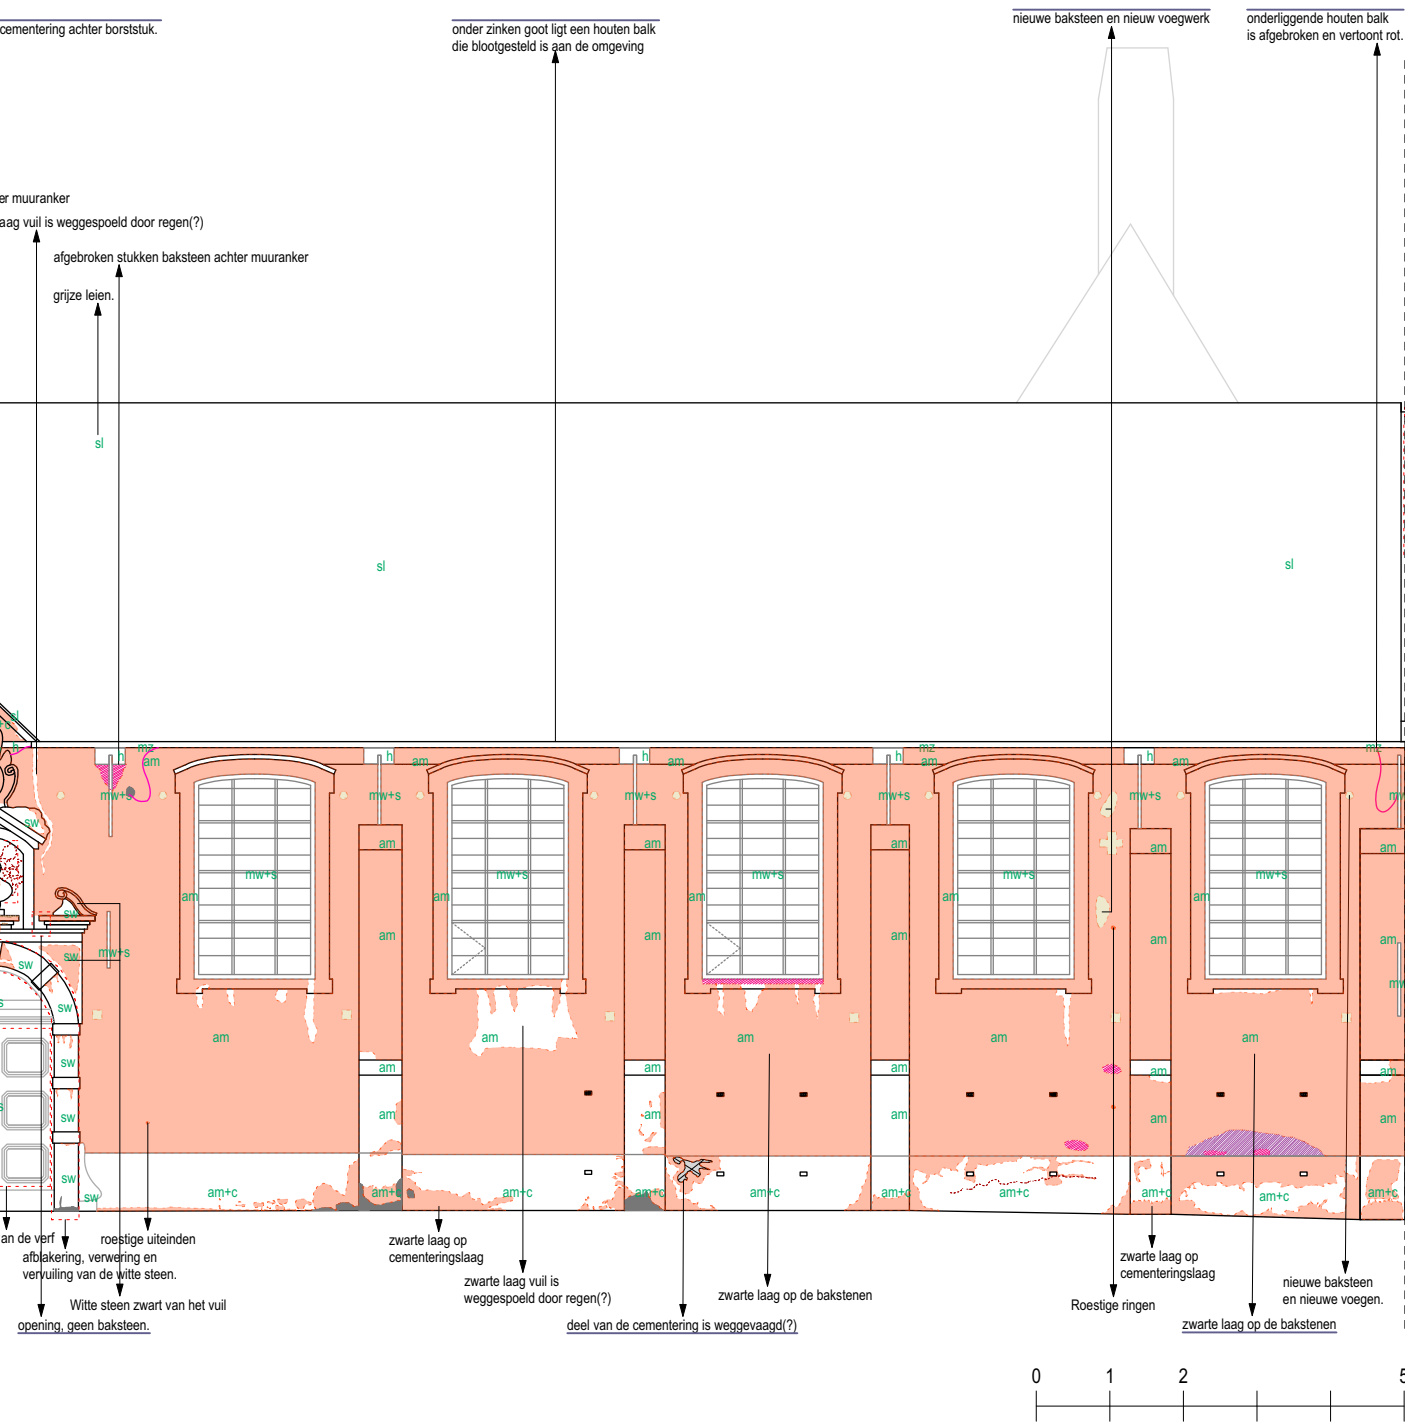 cementering achter borststuk.
onder zinken goot ligt een houten balk
die blootgesteld is aan de omgeving
nieuwe baksteen en nieuw voegwerk
onderliggende houten balk
is afgebroken en vertoont rot.
er muuranker
aag vuil is weggespoeld door regen(?)
afgebroken stukken baksteen achter muuranker
grijze leien.
sl
sl
sl
sl
h mz h h mz h mz
am am am am am
mw+s mw+s mw+s mw+s mw+s
sw
am am am am
mw+s mw+s mw+s mw+s mw+s
am am am am am
sw
am am am am
sw sw mw+s
sw
am am am am am
am am am am am
sw
sw am am am am
sw
sw am+c am+c am+c am+c am+c am+c am+c am+c am+c am+c
an de verf
roestige uiteinden
afblakering, verwering en
vervuiling van de witte steen.
Witte steen zwart van het vuil
opening, geen baksteen.
zwarte laag op
cementeringslaag
zwarte laag vuil is
weggespoeld door regen(?)
deel van de cementering is weggevaagd(?)
zwarte laag op de bakstenen
Roestige ringen
zwarte laag op
cementeringslaag
nieuwe baksteen
en nieuwe voegen.
zwarte laag op de bakstenen
0 1 2 5